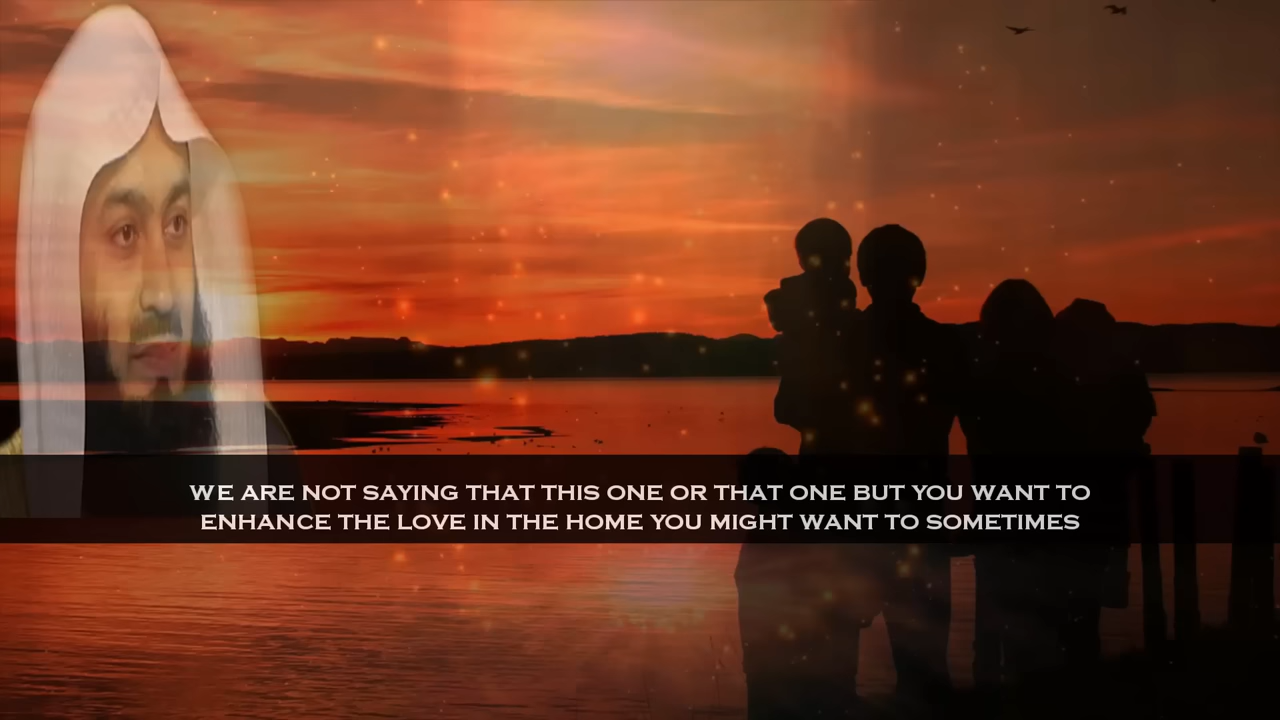 WE ARE NOT SAYING THAT THIS ONE OR THAT ONE BUT YOU WANT TO
ENHANCE THE LOVE IN THE HOME YOU MIGHT WANT TO SOMETIMES